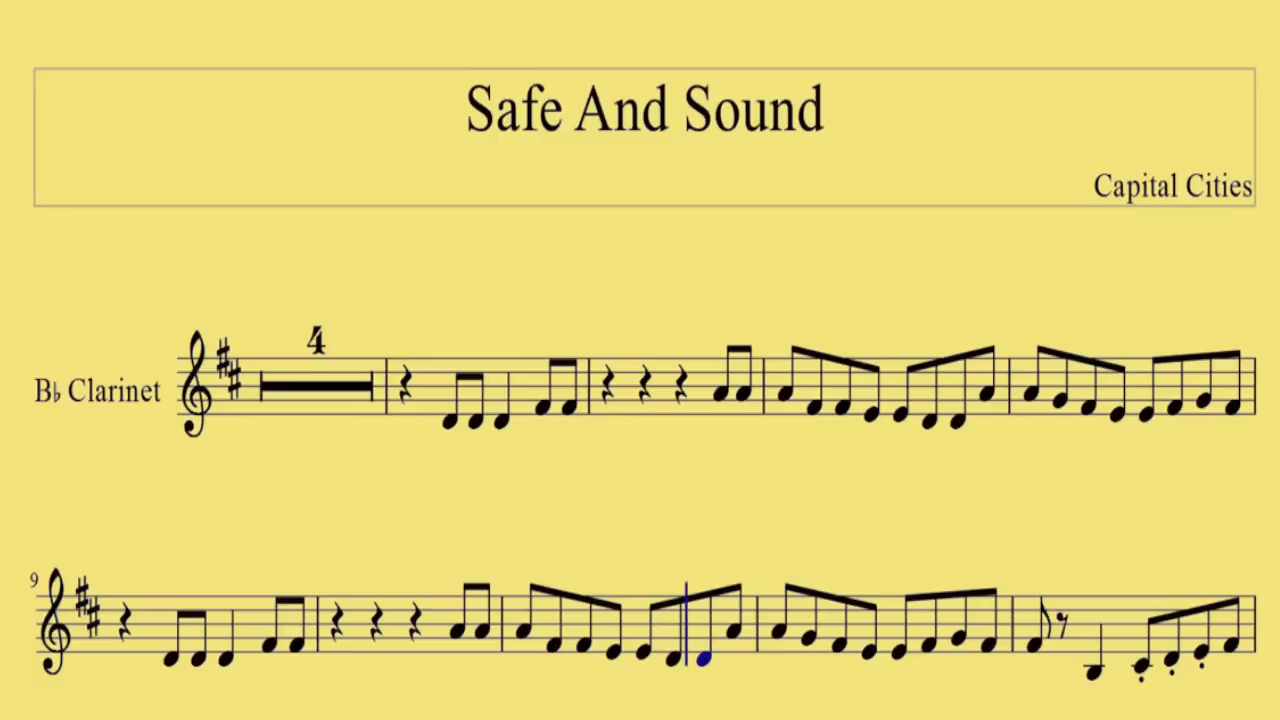 Safe And Sound
Capital Cities
4
B♭ Clarinet
9